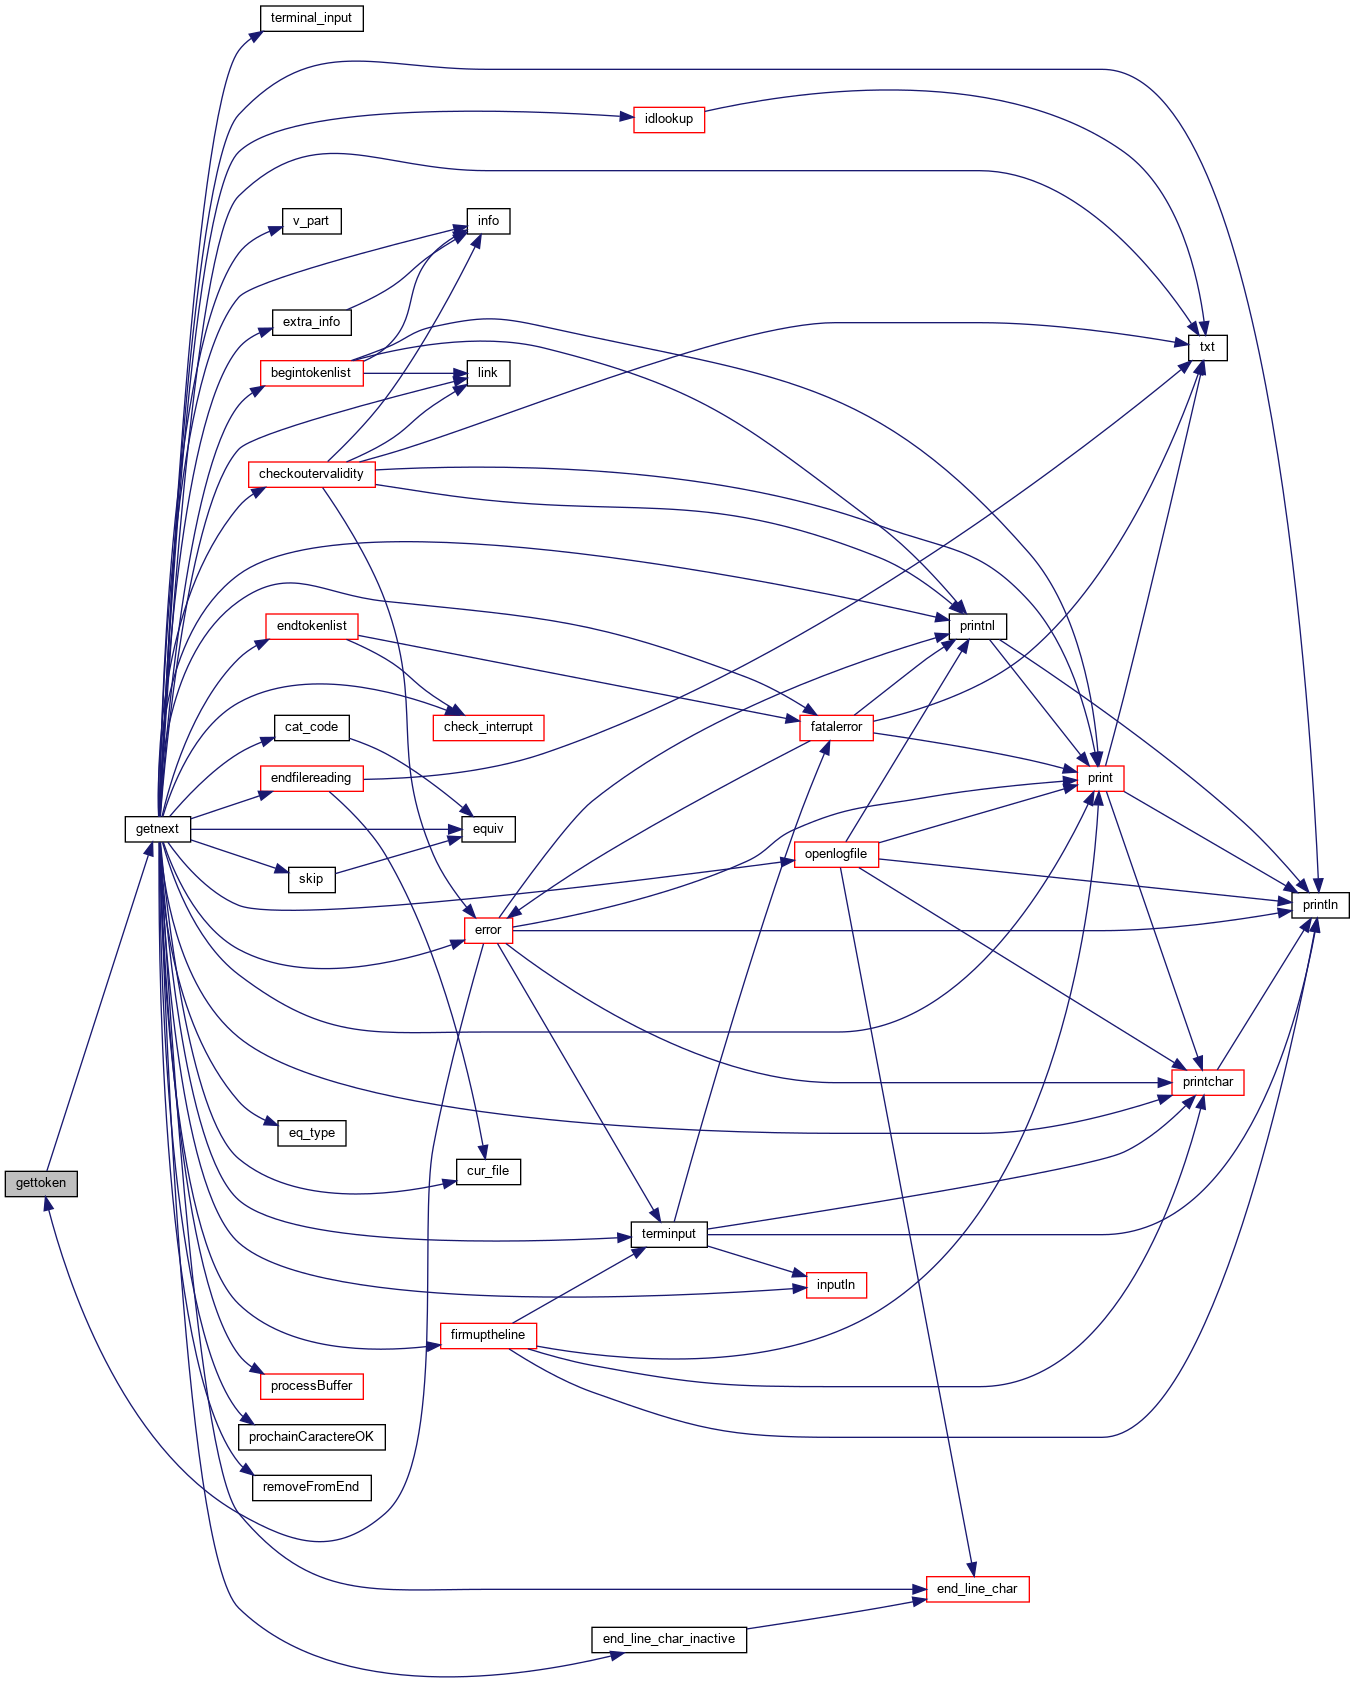 terminal_input
idlookup
v_part
info
extra_info
txt
begintokenlist
link
checkoutervalidity
endtokenlist
printnl
cat_code
check_interrupt
fatalerror
endfilereading
print
getnext
equiv
openlogfile
skip
println
error
printchar
eq_type
gettoken
cur_file
terminput
inputln
firmuptheline
processBuffer
prochainCaractereOK
removeFromEnd
end_line_char
end_line_char_inactive